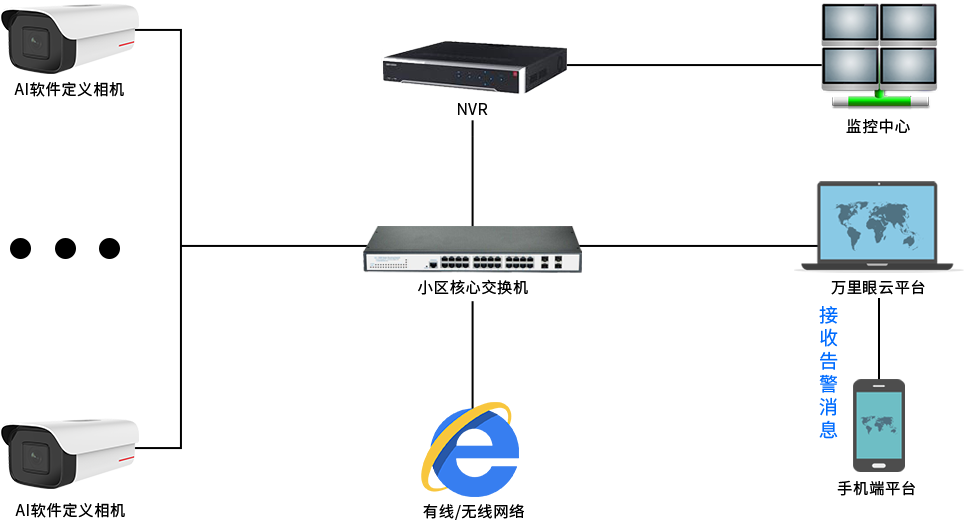 AI软件定义相机
NVR
监控中心
小区核心交换机
万里眼云平台
接收告警消息
手机端平台
AI软件定义相机
有线/无线网络